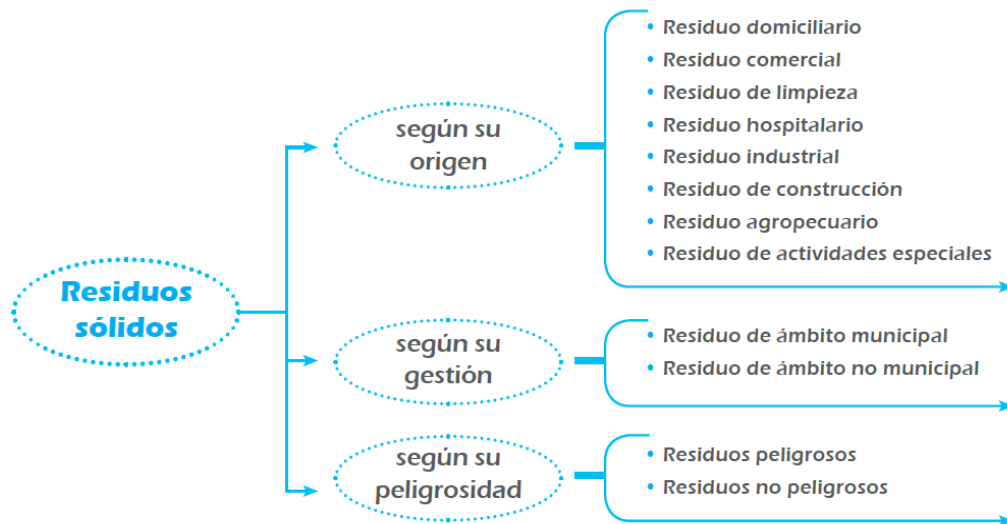 Residuos
sólidos
según su
origen
• Residuo domiciliario
• Residuo comercial
• Residuo de limpieza
• Residuo hospitalario
• Residuo industrial
• Residuo de construcción
• Residuo agropecuario
• Residuo de actividades especiales
según su
gestión
• Residuo de ámbito municipal
• Residuo de ámbito no municipal
según su
peligrosidad
• Residuos peligrosos
• Residuos no peligrosos